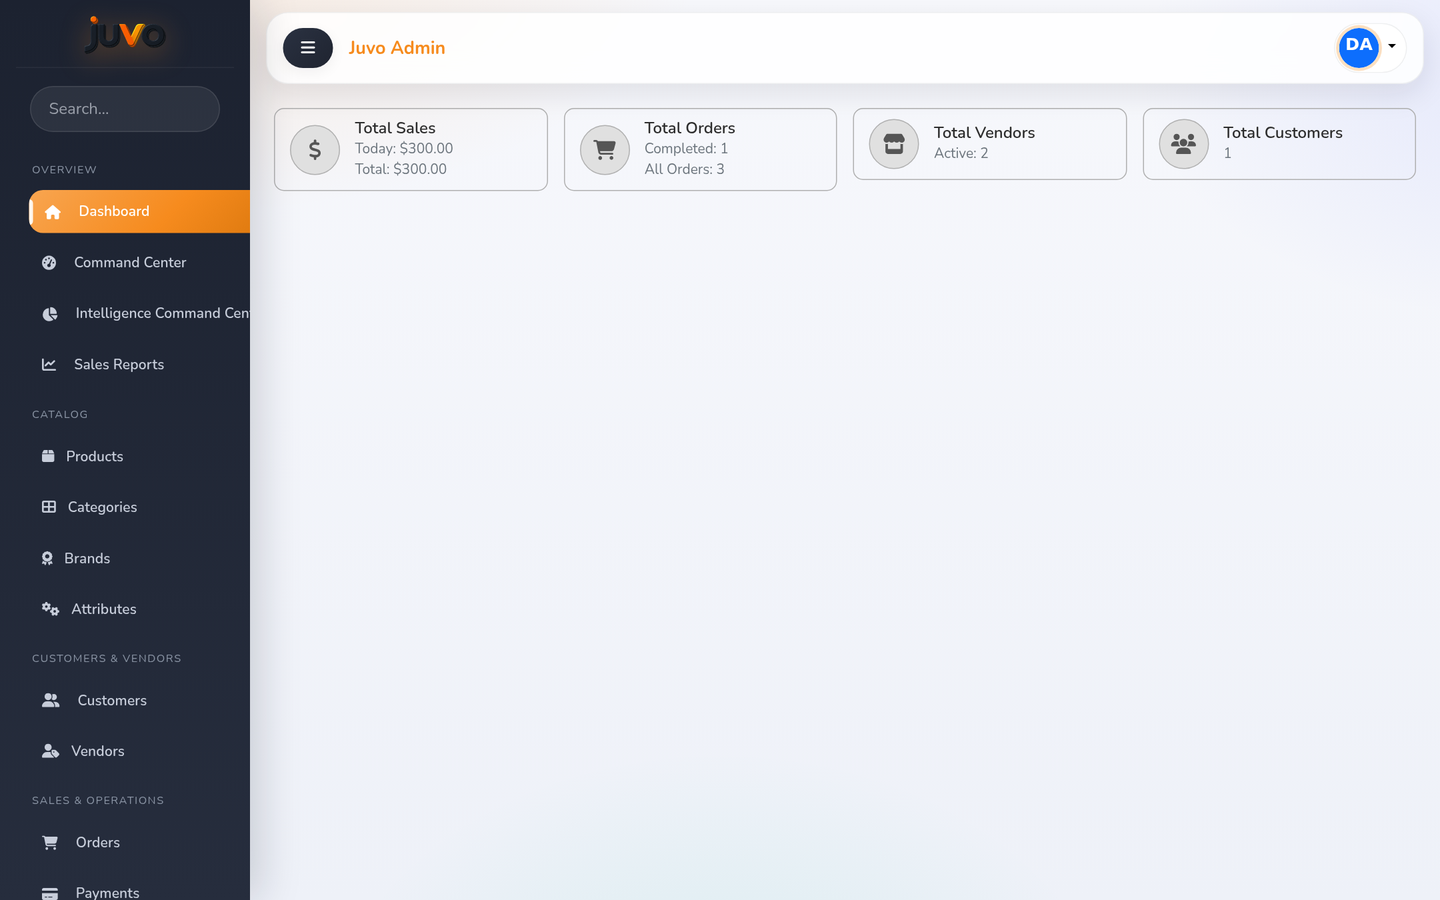 juvo
Search...
OVERVIEW
Dashboard
Command Center
Intelligence Command Cen
Sales Reports
CATALOG
Products
Categories
Brands
Attributes
CUSTOMERS & VENDORS
Customers
Vendors
SALES & OPERATIONS
Orders
Payments
Juvo Admin
DA
Total Sales
Today: $300.00
Total: $300.00
Total Orders
Completed: 1
All Orders: 3
Total Vendors
Active: 2
Total Customers
1